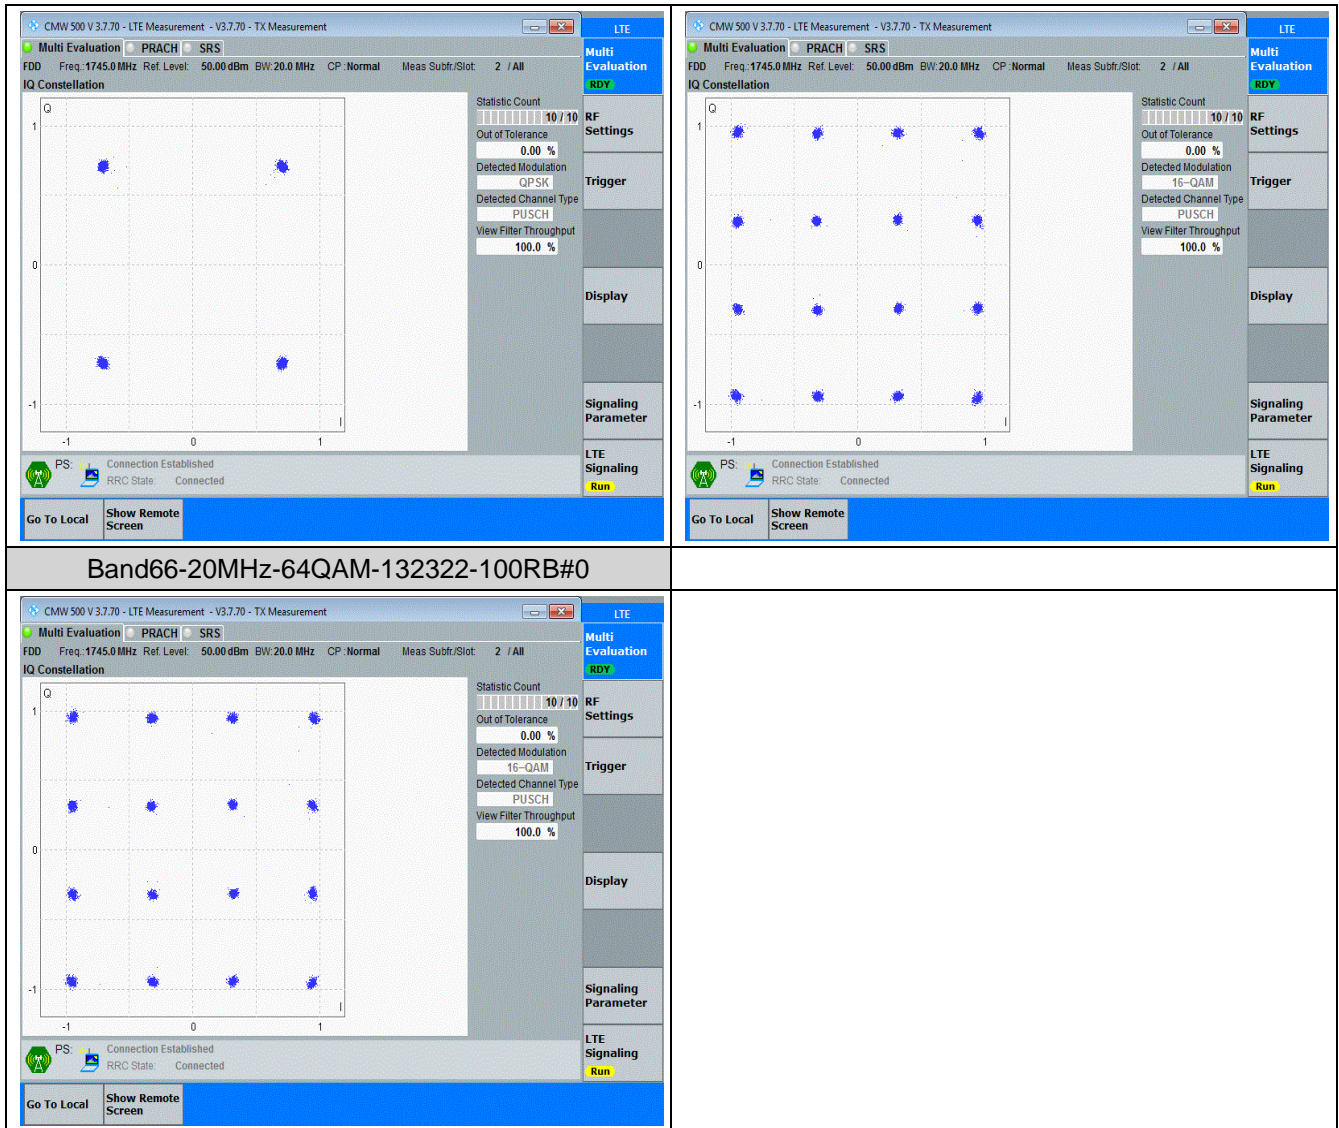 CMW 500 V 3.7.70 - LTE Measurement - V3.7.70 - TX Measurement
LTE
Multi Evaluation PRACH SRS
Multi Evaluation
RDY
FDD Freq.:1745.0 MHz Ref. Level: 50.00 dBm BW:20.0 MHz CP :Normal Meas Subfr./Slot: 2 / All
IQ Constellation
Q
1
0
-1
-1 0 1
I
Statistic Count
10 / 10
Out of Tolerance
0.00 %
Detected Modulation
QPSK
Detected Channel Type
PUSCH
View Filter Throughput
100.0 %
RF
Settings
Trigger
Display
Signaling
Parameter
LTE
Signaling
Run
PS: Connection Established
RRC State: Connected
Go To Local
Show Remote
Screen
CMW 500 V 3.7.70 - LTE Measurement - V3.7.70 - TX Measurement
LTE
Multi Evaluation PRACH SRS
Multi
Evaluation
RDY
FDD Freq.:1745.0 MHz Ref. Level: 50.00 dBm BW:20.0 MHz CP :Normal Meas Subfr./Slot: 2 / All
IQ Constellation
Q
1
0
-1
-1 0 1
I
Statistic Count
10 / 10
Out of Tolerance
0.00 %
Detected Modulation
16-QAM
Detected Channel Type
PUSCH
View Filter Throughput
100.0 %
RF
Settings
Trigger
Display
Signaling
Parameter
LTE
Signaling
Run
PS: Connection Established
RRC State: Connected
Go To Local
Show Remote
Screen
Band66-20MHz-64QAM-132322-100RB#0
CMW 500 V 3.7.70 - LTE Measurement - V3.7.70 - TX Measurement
LTE
Multi Evaluation PRACH SRS
Multi
Evaluation
RDY
FDD Freq.:1745.0 MHz Ref. Level: 50.00 dBm BW:20.0 MHz CP :Normal Meas Subfr./Slot: 2 / All
IQ Constellation
Q
1
0
-1
-1 0 1
I
Statistic Count
10 / 10
Out of Tolerance
0.00 %
Detected Modulation
16-QAM
Detected Channel Type
PUSCH
View Filter Throughput
100.0 %
RF
Settings
Trigger
Display
Signaling
Parameter
LTE
Signaling
Run
PS: Connection Established
RRC State: Connected
Go To Local
Show Remote
Screen